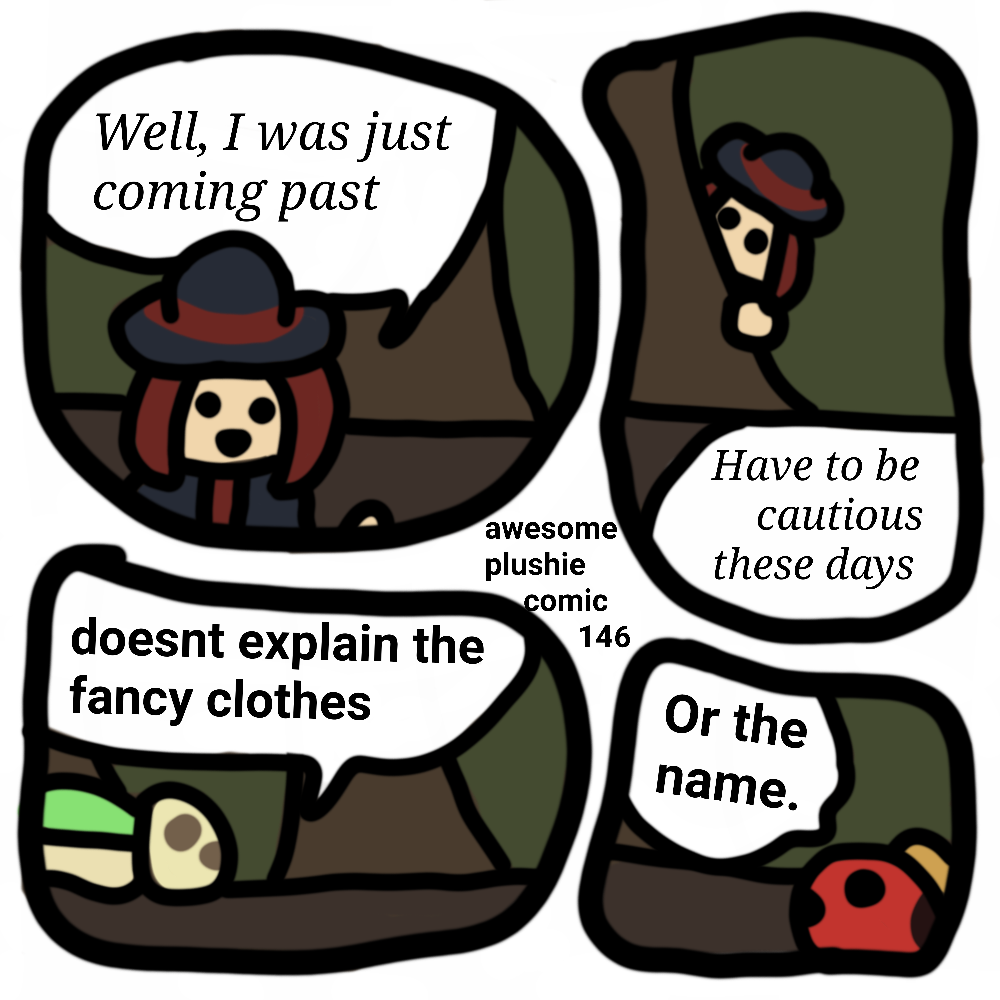 Well, I was just
coming past
Have to be
cautious
these days
awesome
plushie
comic
146
doesnt explain the
fancy clothes
Or the
name.